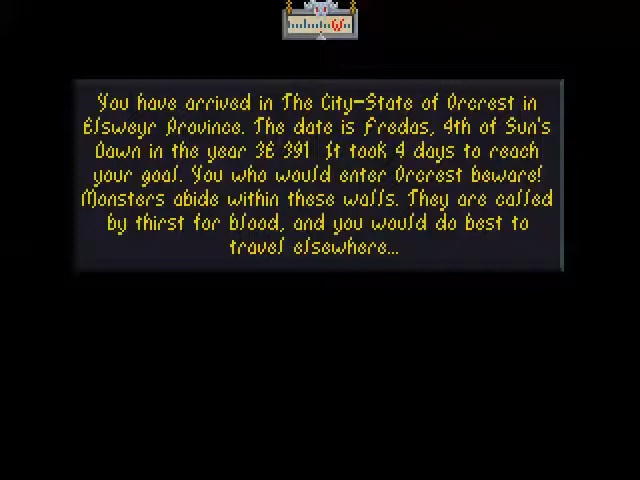 W
You have arrived in The City-State of Orcrest in
Elsweyr Province. The date is Fredas, 4th of Sun's
Dawn in the year 3E 391 It took 4 days to reach
your goal. You who would enter Orcrest beware!
Monsters abide within these walls. They are called
by thirst for blood, and you would do best to
travel elsewhere...